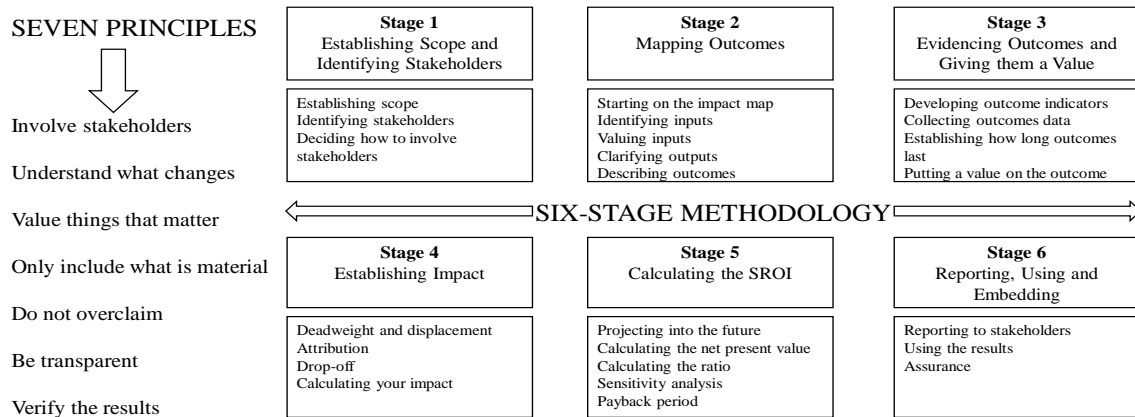 SEVEN PRINCIPLES
Involve stakeholders
Understand what changes
Value things that matter
Only include what is material
Do not overclaim
Be transparent
Verify the results
Stage 1
Establishing Scope and
Identifying Stakeholders
Establishing scope
Identifying stakeholders
Deciding how to involve
stakeholders
Stage 2
Mapping Outcomes
Starting on the impact map
Identifying inputs
Valuing inputs
Clarifying outputs
Describing outcomes
Stage 3
Evidencing Outcomes and
Giving them a Value
Developing outcome indicators
Collecting outcomes data
Establishing how long outcomes
last
Putting a value on the outcome
SIX-STAGE METHODOLOGY
Stage 4
Establishing Impact
Deadweight and displacement
Attribution
Drop-off
Calculating your impact
Stage 5
Calculating the SROI
Projecting into the future
Calculating the net present value
Calculating the ratio
Sensitivity analysis
Payback period
Stage 6
Reporting, Using and
Embedding
Reporting to stakeholders
Using the results
Assurance